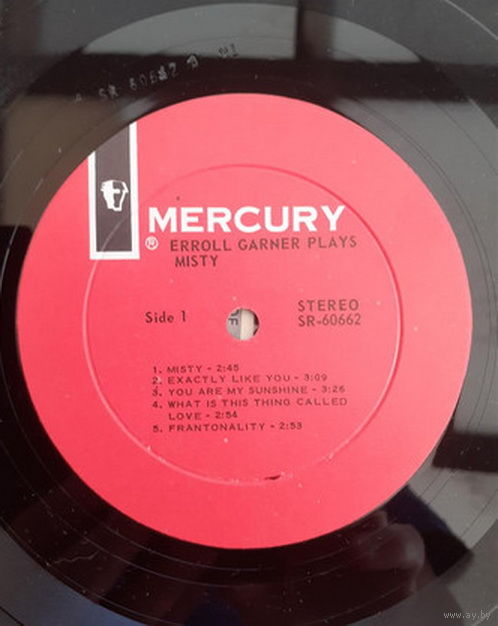 MERCURY
® ERROLL GARNER PLAYS
MISTY
Side 1
STEREO
SR-60662
1. MISTY - 2:45
2. EXACTLY LIKE YOU - 3:09
3. YOU ARE MY SUNSHINE - 3:26
4. WHAT IS THIS THING CALLED
LOVE - 2:54
5. FRANTONALITY - 2:53
www.ay.by